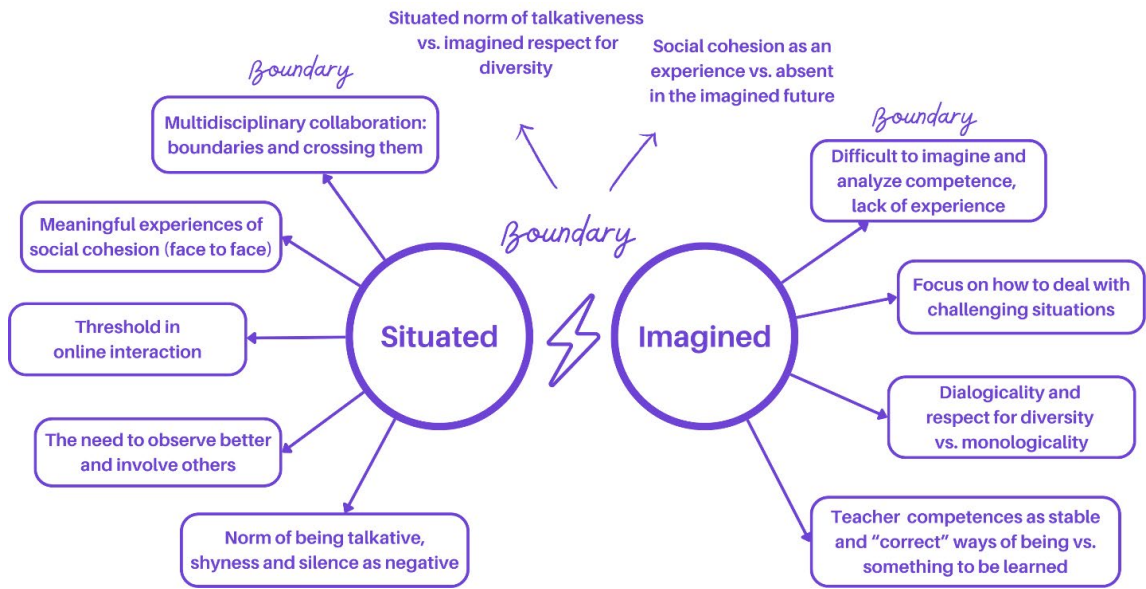 Situated norm of talkativeness
vs. imagined respect for
diversity
Social cohesion as an
experience vs. absent
in the imagined future
Boundary
Multidisciplinary collaboration:
boundaries and crossing them
Meaningful experiences of
social cohesion (face to face)
Threshold in
online interaction
The need to observe better
and involve others
Norm of being talkative,
shyness and silence as negative
Situated
Boundary
Imagined
Boundary
Difficult to imagine and
analyze competence,
lack of experience
Focus on how to deal with
challenging situations
Dialogicality and
respect for diversity
vs. monologicality
Teacher competences as stable
and “correct” ways of being vs.
something to be learned